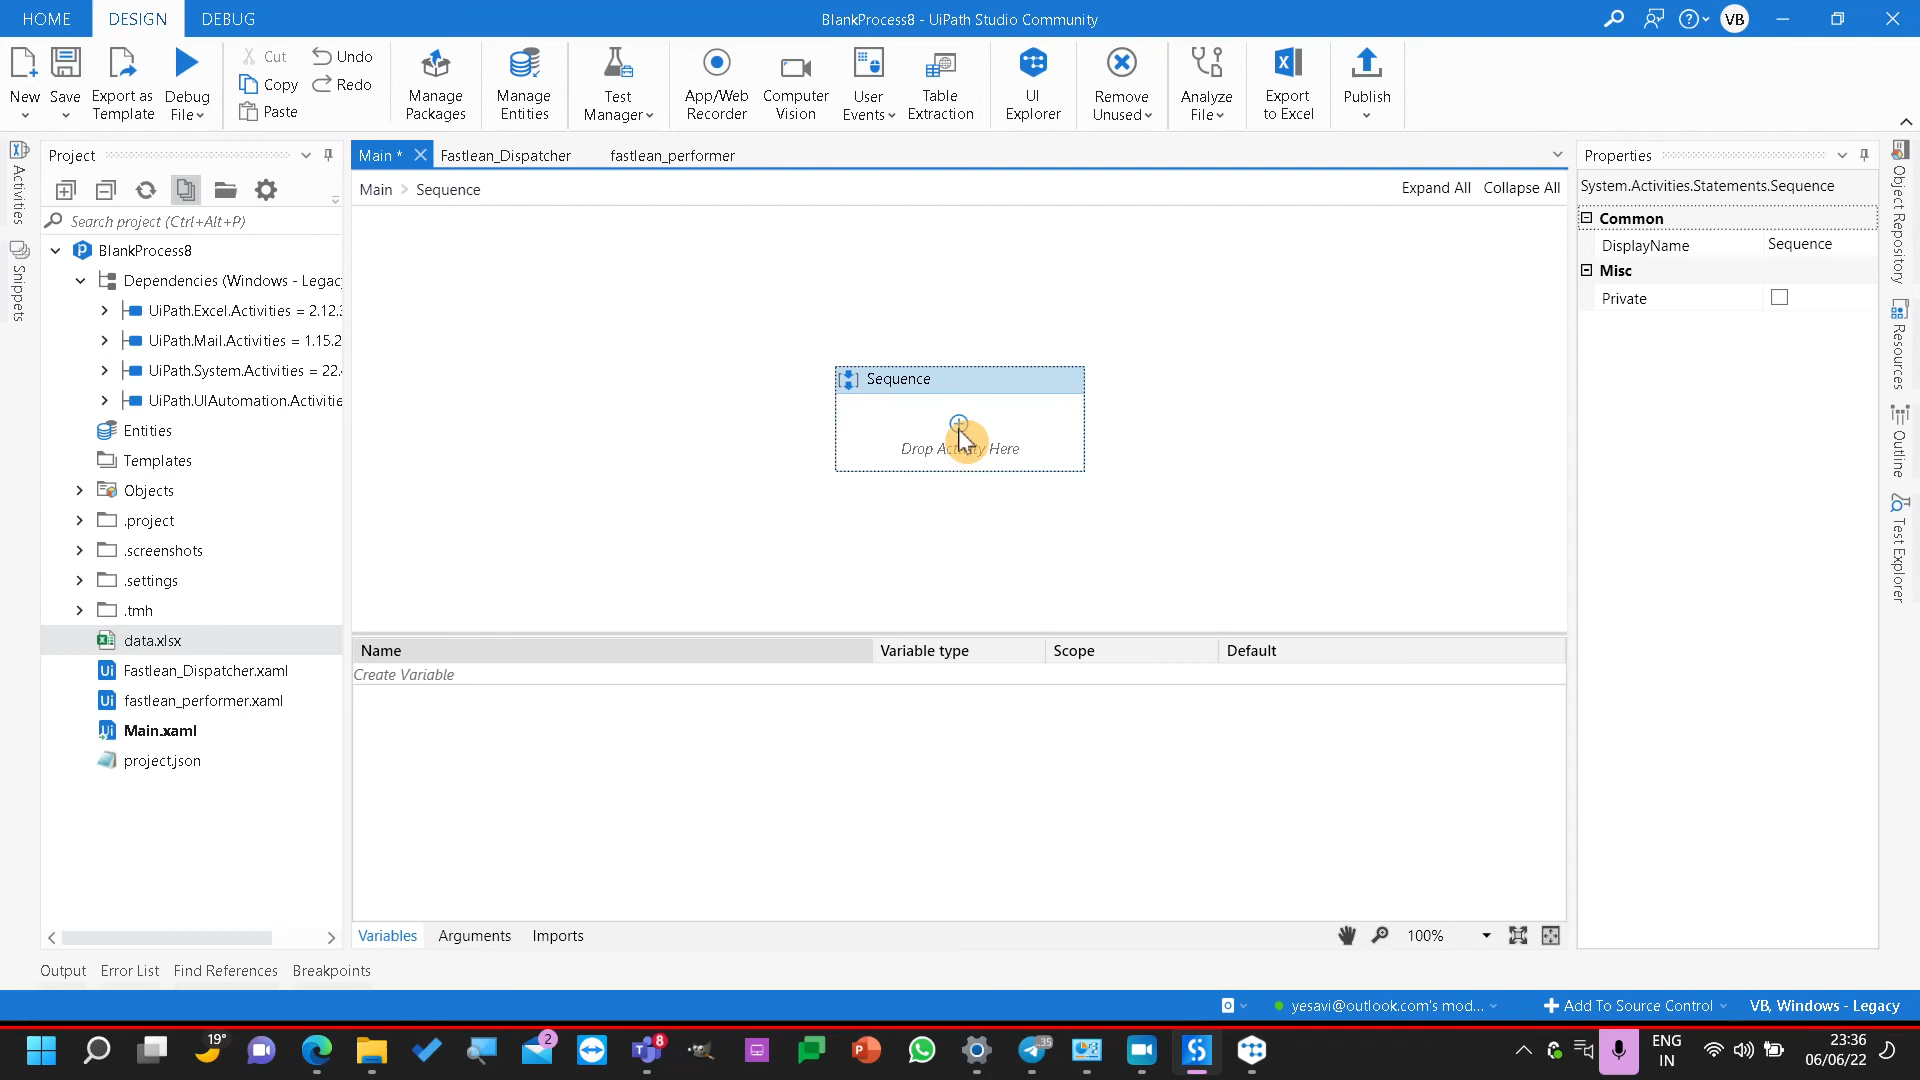 HOME DESIGN DEBUG
BlankProcess8 - UiPath Studio Community
VB
New
Save
Export as
Template
Debug
File
Cut
Copy
Paste
Undo
Redo
Manage
Packages
Manage
Entities
Test
Manager
App/Web
Recorder
Computer
Vision
User
Events
Table
Extraction
UI
Explorer
Remove
Unused
Analyze
File
Export
to Excel
Publish
Activities
Snippets
Project
Search project (Ctrl+Alt+P)
BlankProcess8
Dependencies (Windows - Legac
UiPath.Excel.Activities = 2.12.
UiPath.Mail.Activities = 1.15.2
UiPath.System.Activities = 22.
UiPath.UIAutomation.Activitie
Entities
Templates
Objects
.project
.screenshots
.settings
.tmh
data.xlsx
Fastlean_Dispatcher.xaml
fastlean_performer.xaml
Main.xaml
project.json
Main *
Fastlean_Dispatcher
fastlean_performer
Main > Sequence
Expand All Collapse All
Sequence
Drop Activity Here
Name Variable type Scope Default
Create Variable
Variables Arguments Imports
100%
Properties
System.Activities.Statements.Sequence
Common
DisplayName Sequence
Misc
Private
Object Repository
Resources
Outline
Test Explorer
Output Error List Find References Breakpoints
yesavi@outlook.com's mod...
Add To Source Control
VB, Windows - Legacy
19°
2
8
35
ENG
IN
23:36
06/06/22